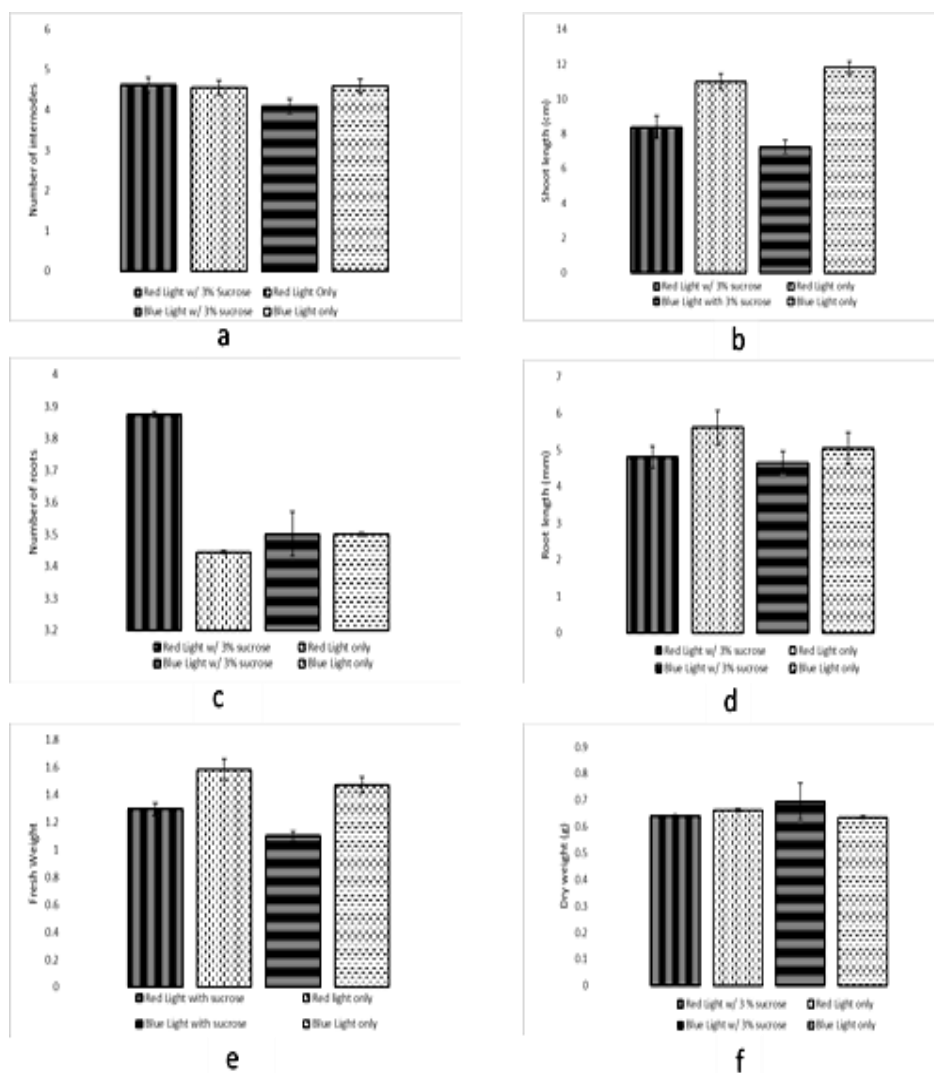 Number of internodes
6
5
4
3
2
1
0
Red Light w/ 3% Sucrose Red Light Only
Blue Light w/ 3% sucrose Blue Light only
a
Shoot length (cm)
14
12
10
8
6
4
2
0
Red Light w/ 3% sucrose Red Light only
Blue Light with 3% sucrose Blue Light only
b
Number of roots
4
3.9
3.8
3.7
3.6
3.5
3.4
3.3
3.2
Red Light w/ 3% sucrose Red Light only
Blue Light w/ 3% sucrose Blue Light only
c
Root length (mm)
7
6
5
4
3
2
1
0
Red Light w/ 3% sucrose Red Light only
Blue Light w/ 3% sucrose Blue Light only
d
Fresh Weight
1.8
1.6
1.4
1.2
1
0.8
0.6
0.4
0.2
0
Red Light with sucrose Red light only
Blue Light with sucrose Blue Light only
e
Dry weight (g)
0.9
0.8
0.7
0.6
0.5
0.4
0.3
0.2
0.1
0
Red Light w/ 3 % sucrose Red Light only
Blue Light w/ 3% sucrose Blue Light only
f